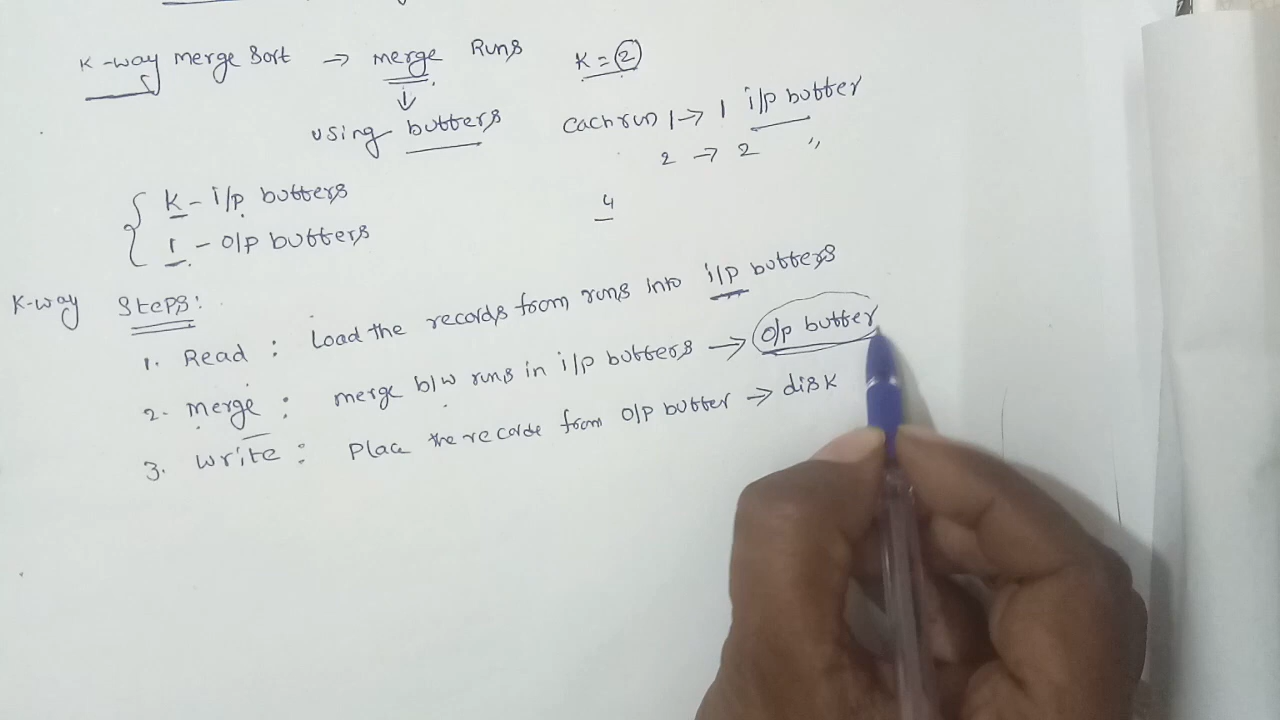 K-way merge sort → merge Runs K = 2
↓
using buffers each run 1 → 1 i/p buffer
2 → 2 〃
{ K - i/p buffers
1 - o/p buffers
4
K-way Steps:
1. Read : Load the records from runs into i/p buffers
2. merge : merge b/w runs in i/p buffers → o/p buffer
3. write : Place the records from o/p buffer → disk